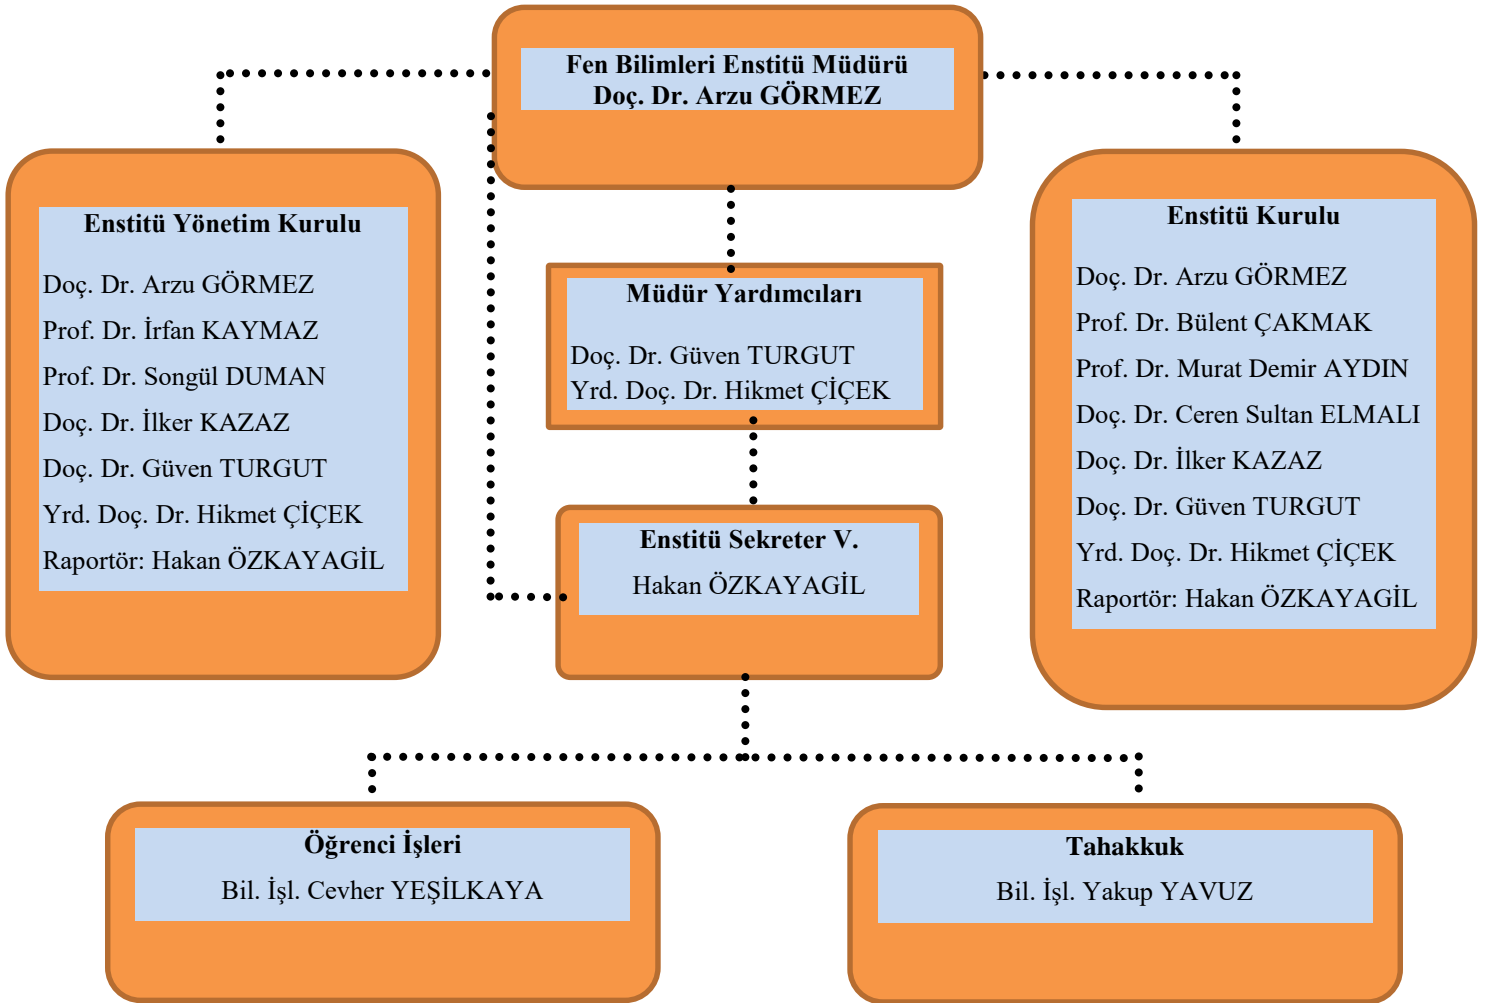 Fen Bilimleri Enstitü Müdürü
Doç. Dr. Arzu GÖRMEZ
Enstitü Yönetim Kurulu
Doç. Dr. Arzu GÖRMEZ
Prof. Dr. İrfan KAYMAZ
Prof. Dr. Songül DUMAN
Doç. Dr. İlker KAZAZ
Doç. Dr. Güven TURGUT
Yrd. Doç. Dr. Hikmet ÇİÇEK
Raportör: Hakan ÖZKAYAGİL
Müdür Yardımcıları
Doç. Dr. Güven TURGUT
Yrd. Doç. Dr. Hikmet ÇİÇEK
Enstitü Sekreter V.
Hakan ÖZKAYAGİL
Enstitü Kurulu
Doç. Dr. Arzu GÖRMEZ
Prof. Dr. Bülent ÇAKMAK
Prof. Dr. Murat Demir AYDIN
Doç. Dr. Ceren Sultan ELMALI
Doç. Dr. İlker KAZAZ
Doç. Dr. Güven TURGUT
Yrd. Doç. Dr. Hikmet ÇİÇEK
Raportör: Hakan ÖZKAYAGİL
Öğrenci İşleri
Bil. İşl. Cevher YEŞİLKAYA
Tahakkuk
Bil. İşl. Yakup YAVUZ